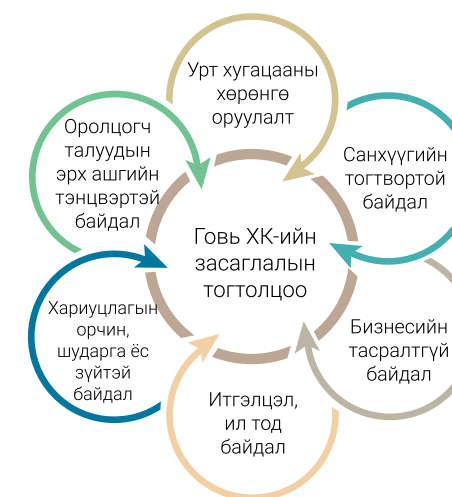 Урт хугацааны
хөрөнгө
оруулалт
Санхүүгийн
тогтвортой
байдал
Бизнесийн
тасралтгүй
байдал
Итгэлцэл,
ил тод
байдал
Хариуцлагын
орчин,
шударга ёс
зүйтэй
байдал
Оролцогч
талуудын
эрх ашгийн
тэнцвэртэй
байдал
Говь ХК-ийн
засаглалын
тогтолцоо